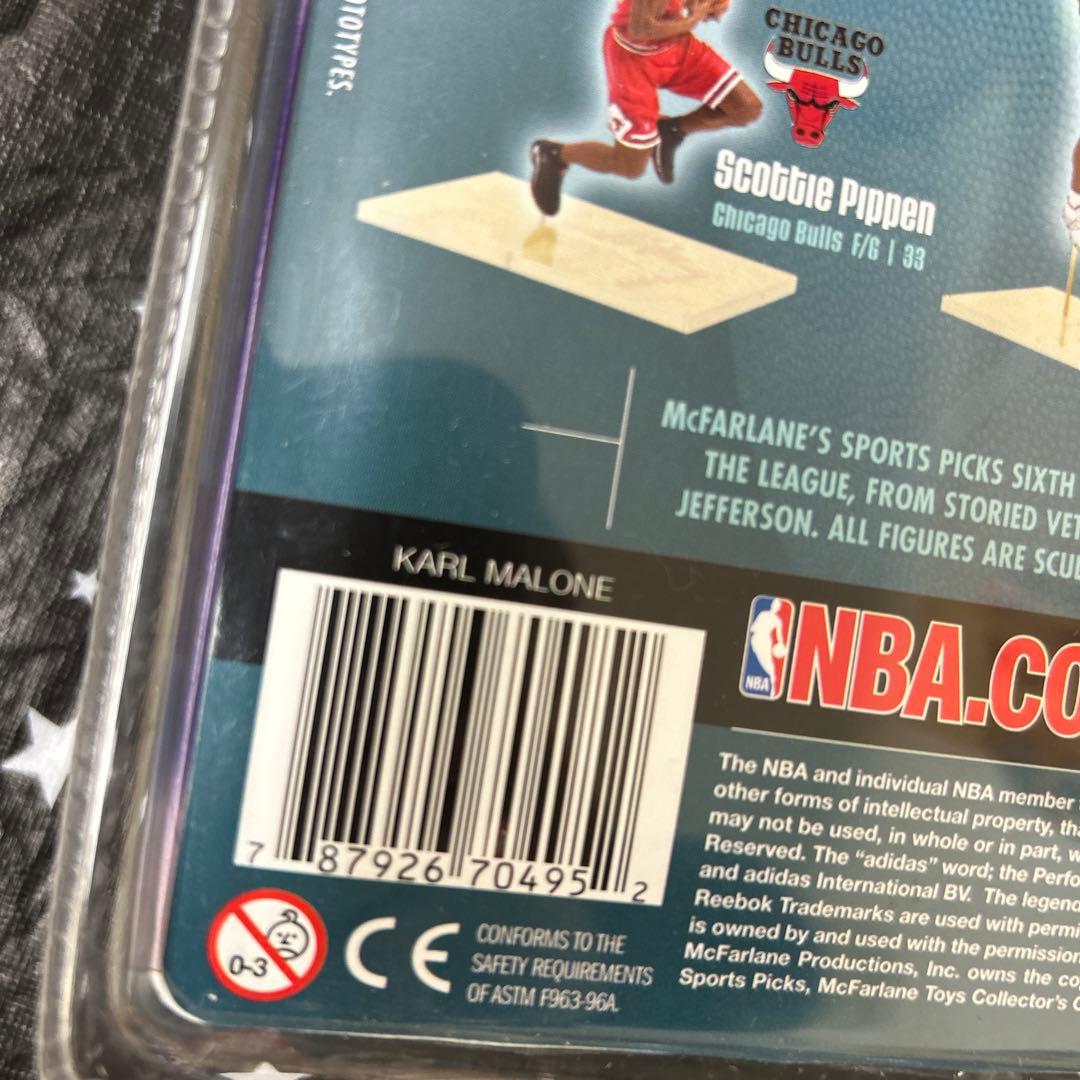 OTOTYPES.
CHICAGO
BULLS
Scottie Pippen
Chicago Bulls F/G | 33
McFARLANE'S SPORTS PICKS SIXTH
THE LEAGUE, FROM STORIED VET
JEFFERSON. ALL FIGURES ARE SCUL
KARL MALONE
7 87926 70495 2
NBA
NBA.CO
The NBA and individual NBA member
other forms of intellectual property, tha
may not be used, in whole or in part, w
Reserved. The "adidas" word; the Perfo
and adidas International BV. The legend
Reebok Trademarks are used with permi
is owned by and used with the permission
McFarlane Productions, Inc. owns the co
Sports Picks, McFarlane Toys Collector's C
0-3
CE
CONFORMS TO THE
SAFETY REQUIREMENTS
OF ASTM F963-96A.